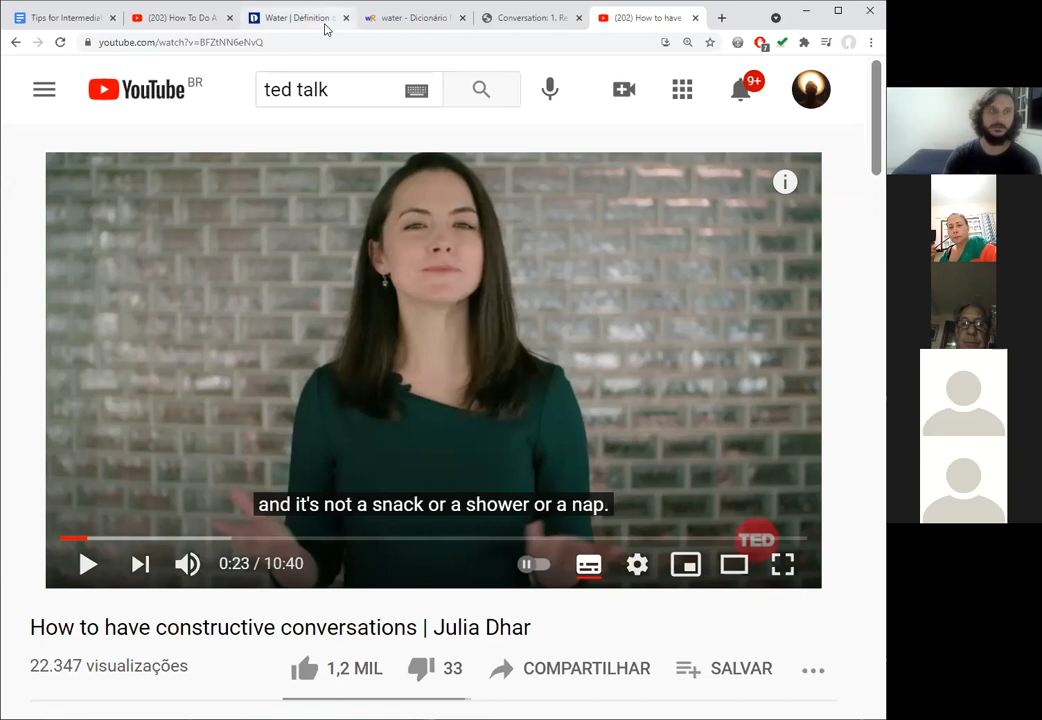 Tips for Intermedia
(202) How To Do A
Water | Definition o
water - Dicionário
Conversation: 1. Re
(202) How to have
youtube.com/watch?v=BFZtNN6eNvQ
7
YouTube BR
ted talk
9+
i
and it's not a snack or a shower or a nap.
TED
0:23 / 10:40
How to have constructive conversations | Julia Dhar
22.347 visualizações
1,2 MIL
33
COMPARTILHAR
SALVAR